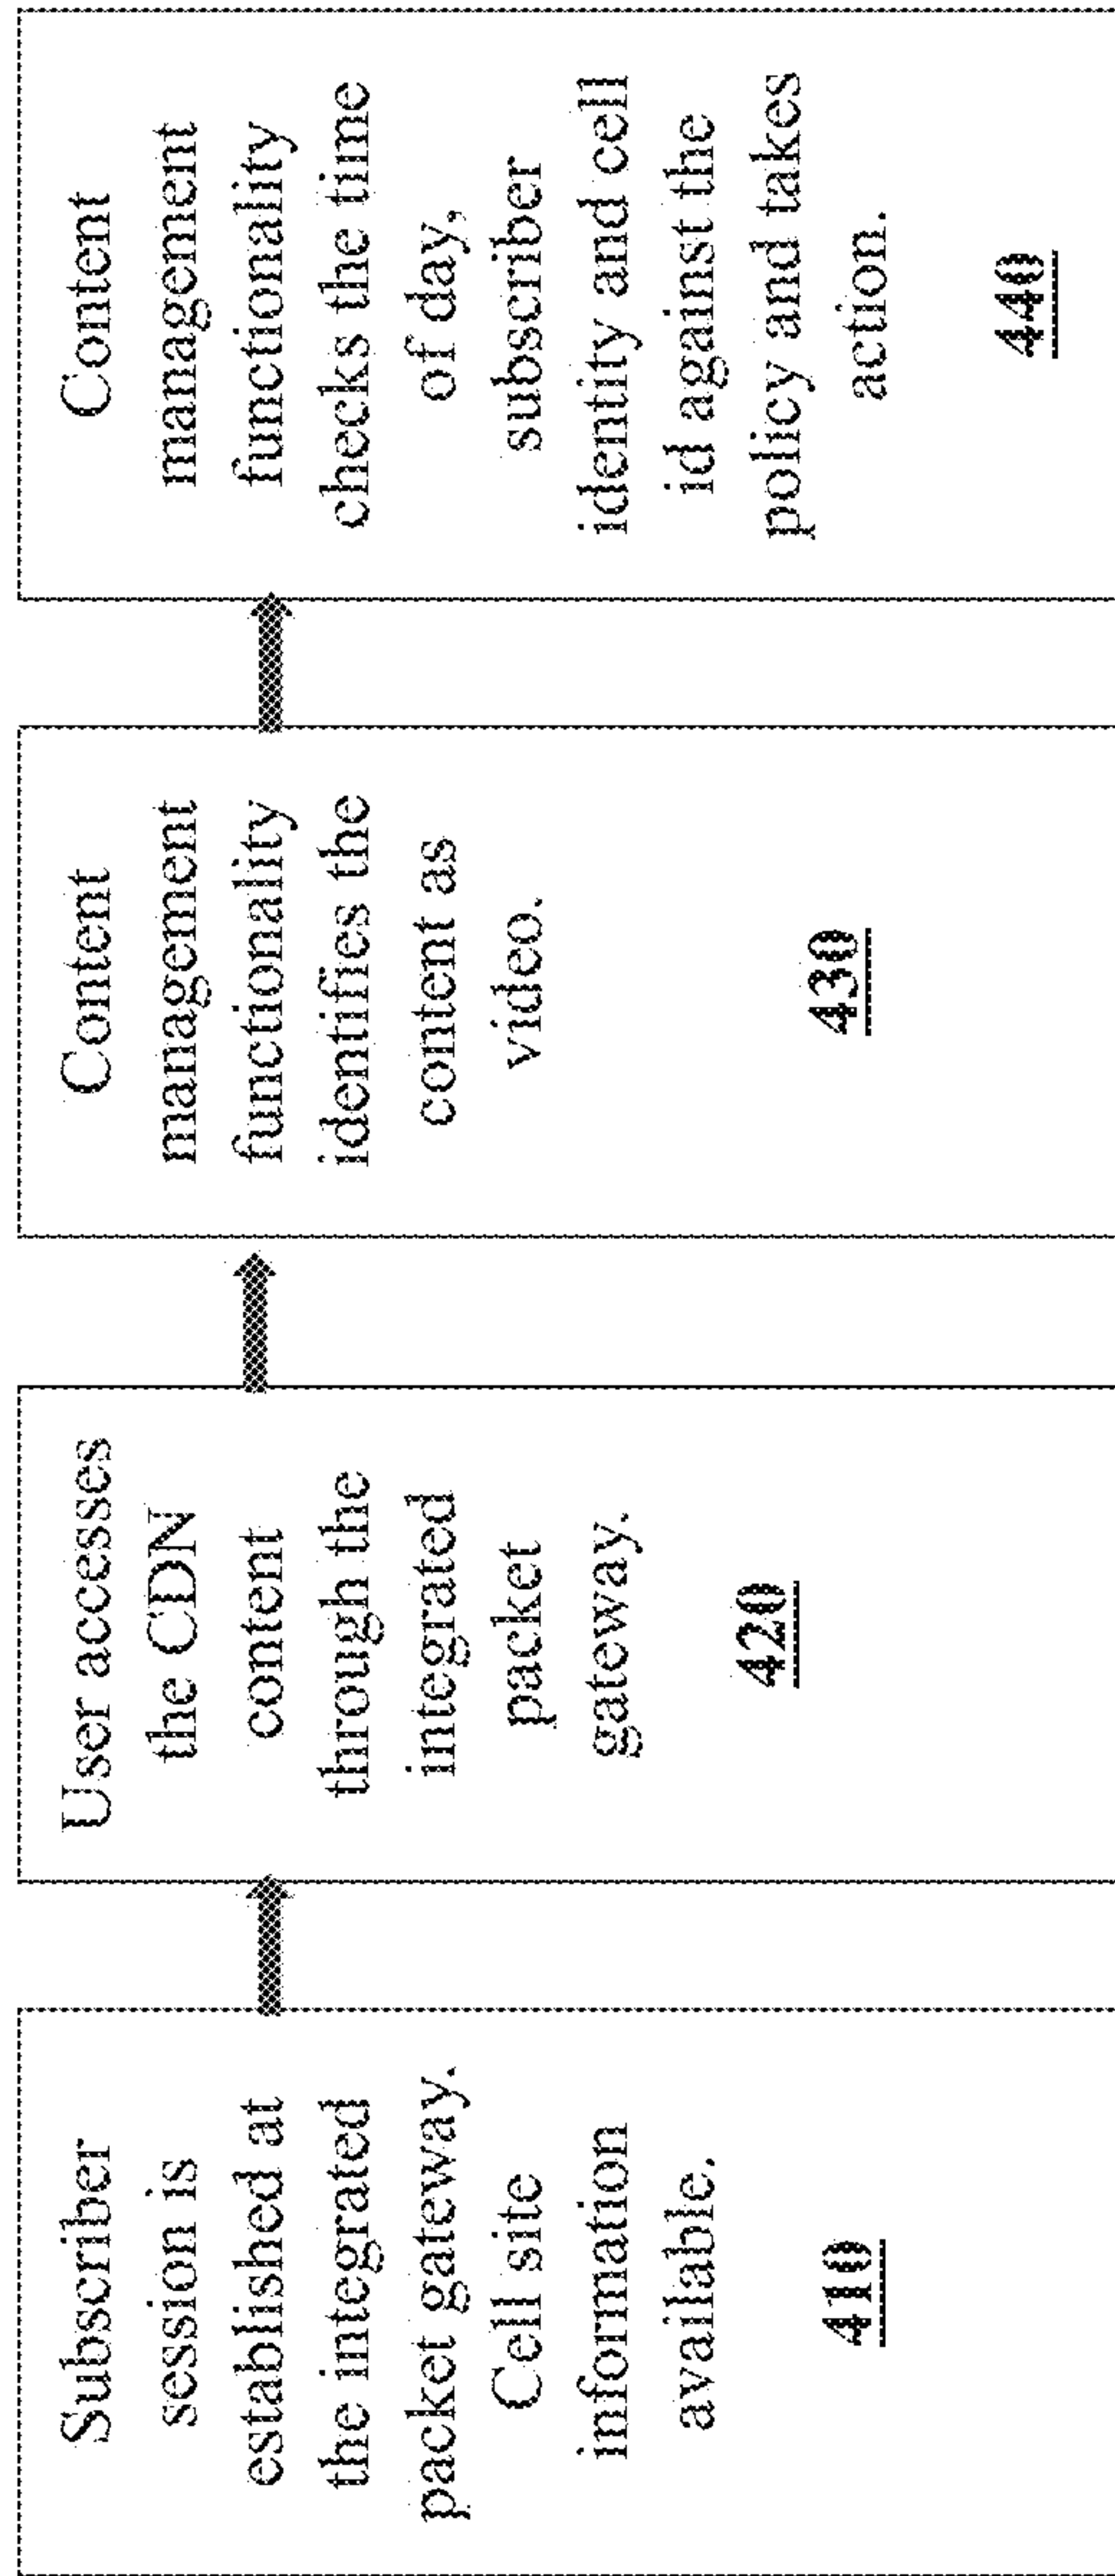 Subscriber
session is
established at
the integrated
packet gateway.
Cell site
information
available.
410
User accesses
the CDN
content
through the
integrated
packet
gateway.
420
Content
management
functionality
identifies the
content as
video.
430
Content
management
functionality
checks the time
of day,
subscriber
identity and cell
id against the
policy and takes
action.
440